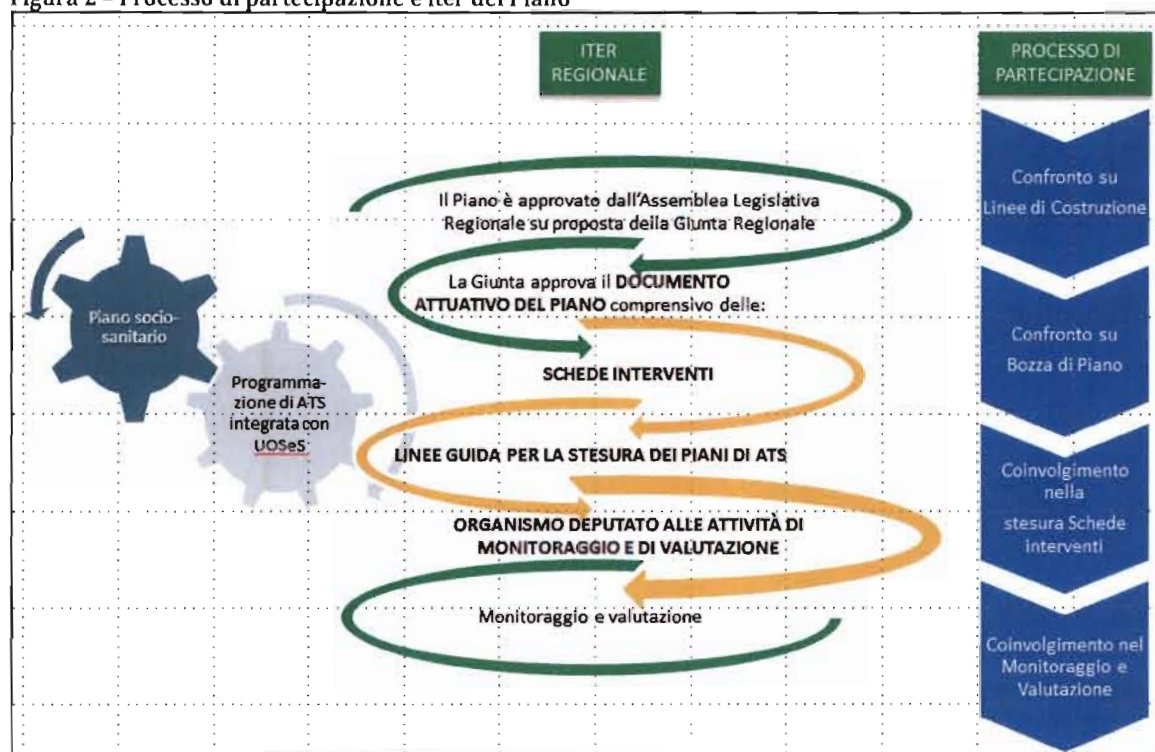 Figura 2 – Processo di partecipazione e iter del Piano
ITER
REGIONALE
PROCESSO DI
PARTECIPAZIONE
Il Piano è approvato dall'Assemblea Legislativa
Regionale su proposta della Giunta Regionale
La Giunta approva il DOCUMENTO
ATTUATIVO DEL PIANO comprensivo delle:
SCHEDE INTERVENTI
LINEE GUIDA PER LA STESURA DEI PIANI DI ATS
ORGANISMO DEPUTATO ALLE ATTIVITÀ DI
MONITORAGGIO E DI VALUTAZIONE
Monitoraggio e valutazione
Piano socio-
sanitario
Programma-
zione di ATS
integrata con
UOSeS
Confronto su
Linee di Costruzione
Confronto su
Bozza di Piano
Coinvolgimento
nella
stesura Schede
interventi
Coinvolgimento nel
Monitoraggio e
Valutazione